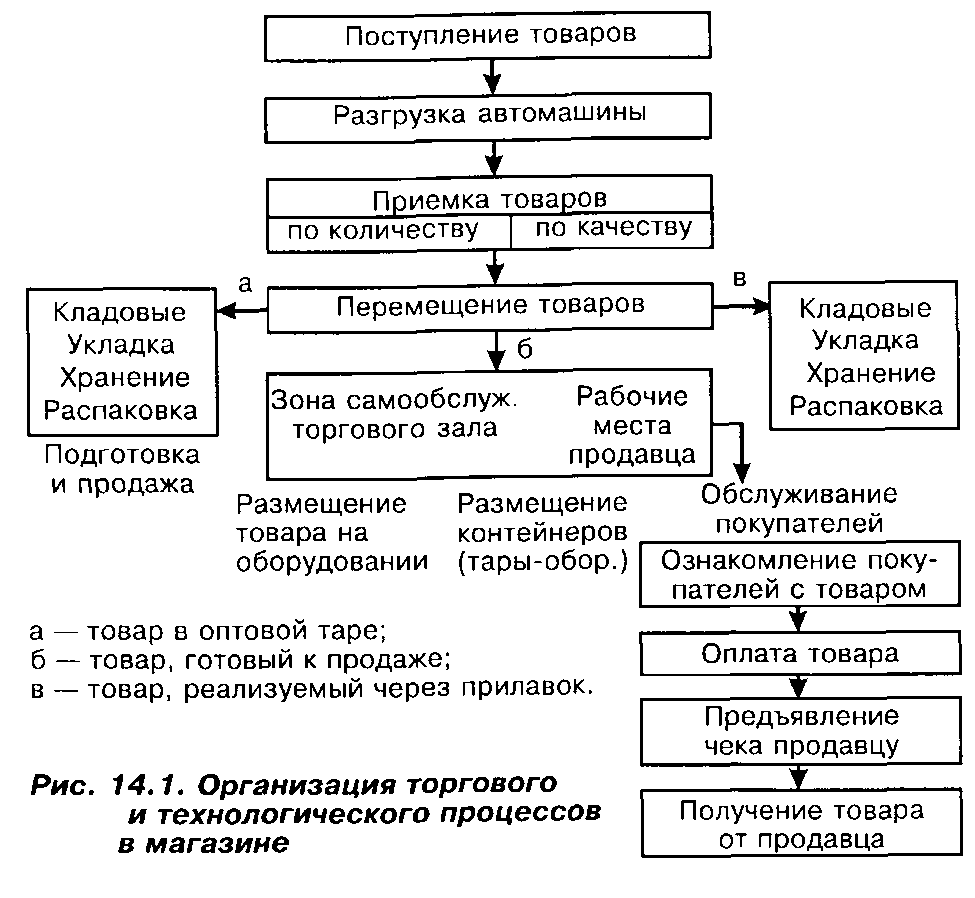 Поступление товаров
Разгрузка автомашины
Приемка товаров
по количеству
по качеству
а
в
Перемещение товаров
Кладовые
Укладка
Хранение
Распаковка
Подготовка
и продажа
б
Зона самообслуж.
торгового зала
Рабочие
места
продавца
Кладовые
Укладка
Хранение
Распаковка
Размещение
товара на
оборудовании
Размещение
контейнеров
(тары-обор.)
Обслуживание
покупателей
Ознакомление поку-
пателей с товаром
Оплата товара
Предъявление
чека продавцу
Получение товара
от продавца
а — товар в оптовой таре;
б — товар, готовый к продаже;
в — товар, реализуемый через прилавок.
Рис. 14.1. Организация торгового
и технологического процессов
в магазине